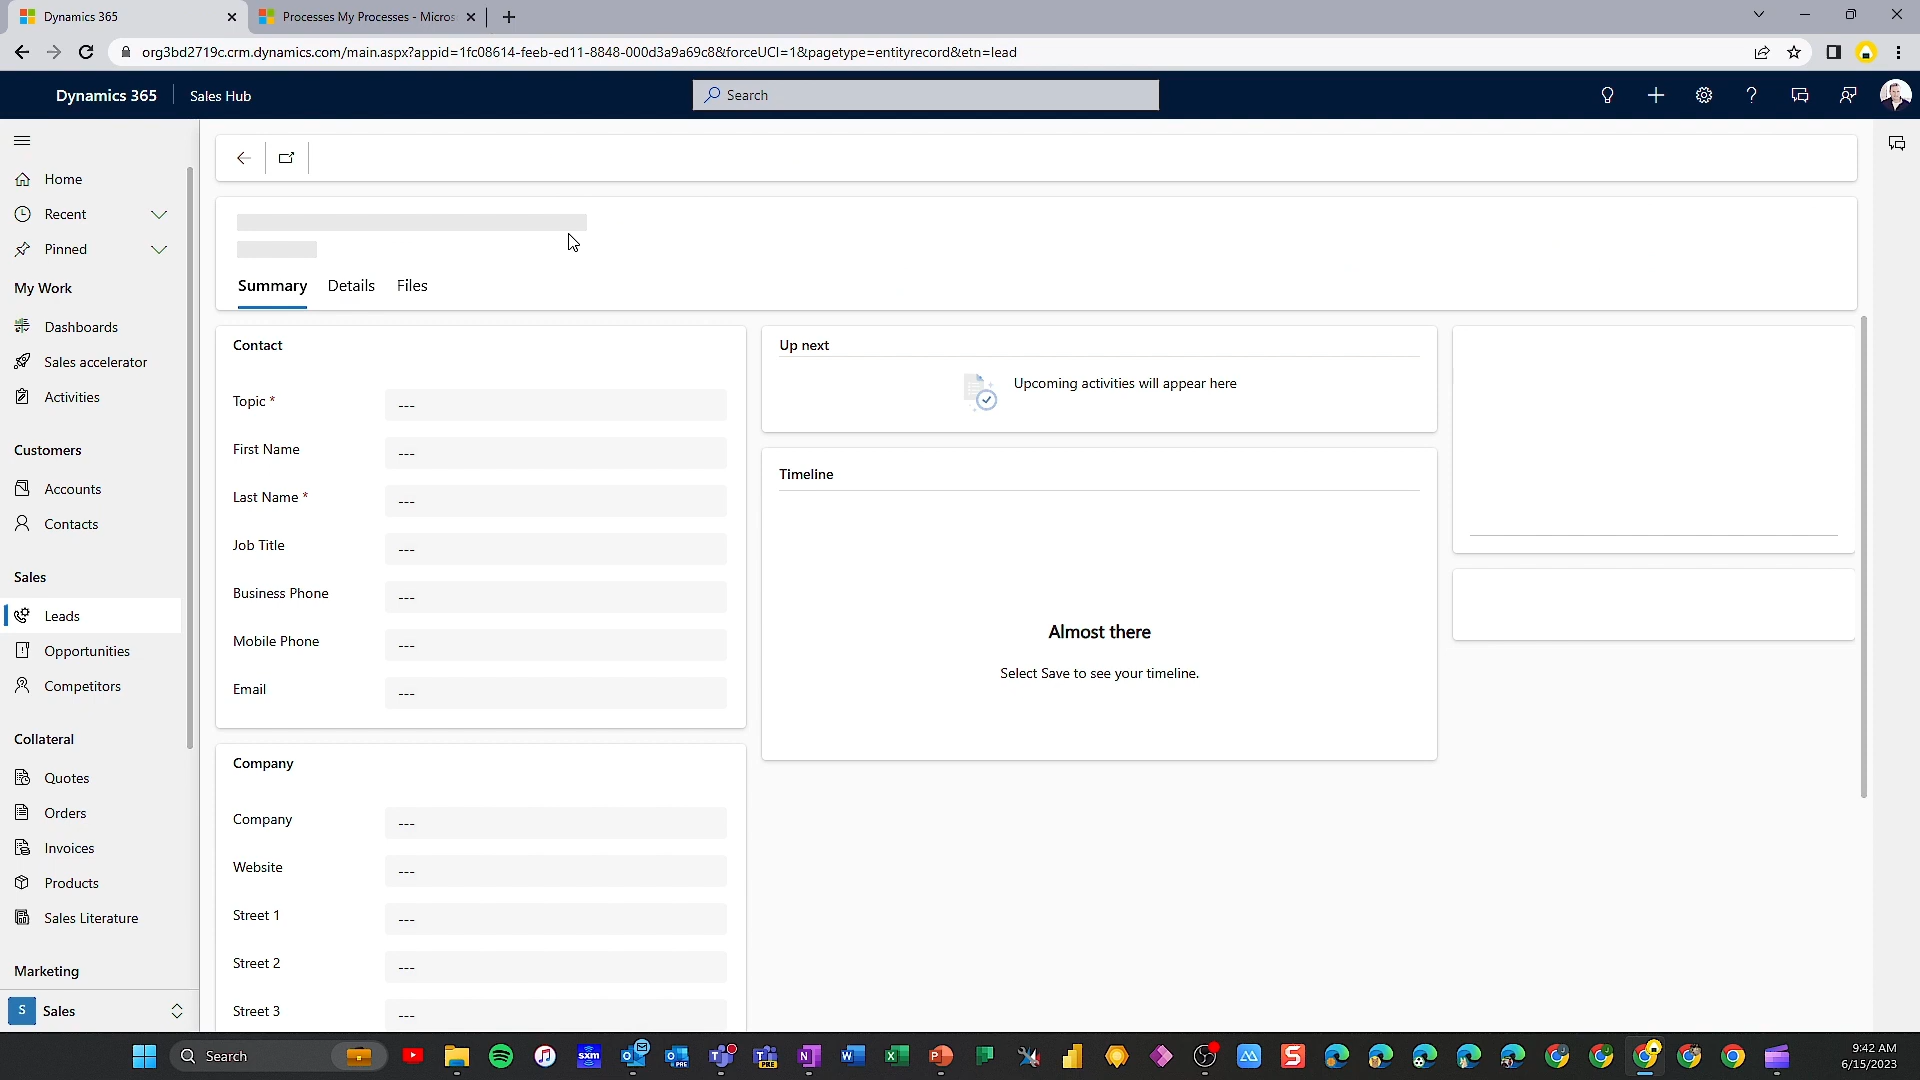 Dynamics 365
Processes My Processes - Micros
org3bd2719c.crm.dynamics.com/main.aspx?appid=1fc08614-feeb-ed11-8848-000d3a9a69c8&forceUCI=1&pagetype=entityrecord&etn=lead
Dynamics 365
Sales Hub
Search
Home
Recent
Pinned
My Work
Dashboards
Sales accelerator
Activities
Customers
Accounts
Contacts
Sales
Leads
Opportunities
Competitors
Collateral
Quotes
Orders
Invoices
Products
Sales Literature
Marketing
S Sales
Summary Details Files
Contact
Topic * ---
First Name ---
Last Name * ---
Job Title ---
Business Phone ---
Mobile Phone ---
Email ---
Company
Company ---
Website ---
Street 1 ---
Street 2 ---
Street 3 ---
Up next
Upcoming activities will appear here
Timeline
Almost there
Select Save to see your timeline.
Search
sxm
PRE
PRE
9:42 AM
6/15/2023